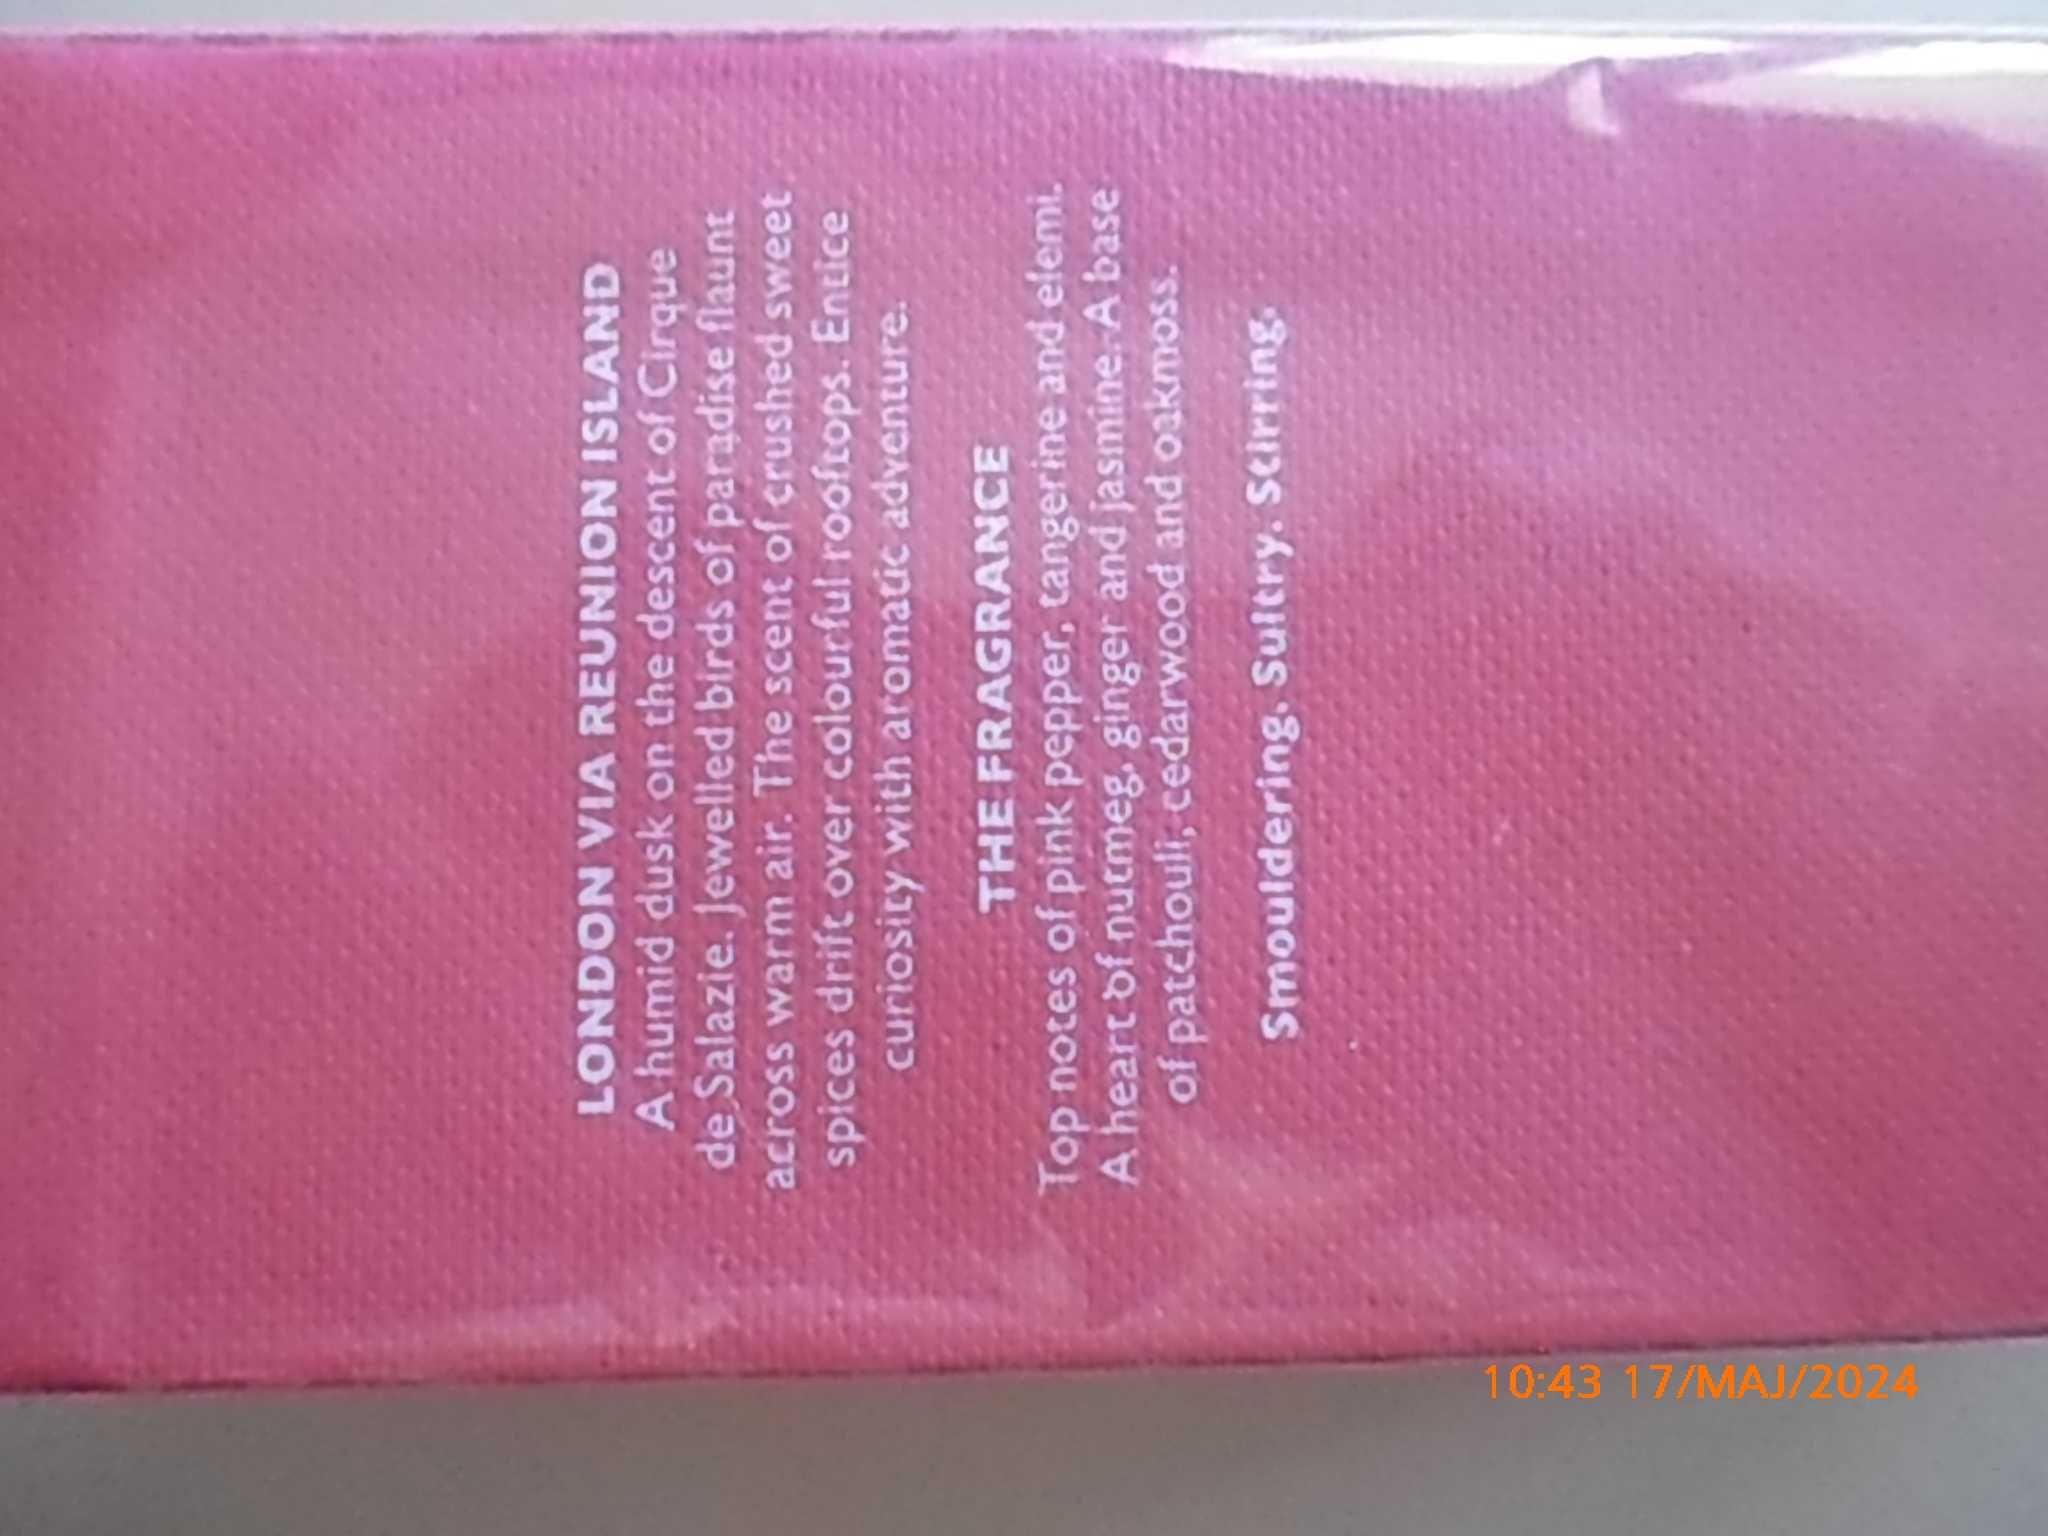 LONDON VIA REUNION ISLAND
A humid dusk on the descent of Cirque
de Salazie. Jewelled birds of paradise flaunt
across warm air. The scent of crushed sweet
spices drift over colourful rooftops. Entice
curiosity with aromatic adventure.
THE FRAGRANCE
Top notes of pink pepper, tangerine and elemi.
A heart of nutmeg, ginger and jasmine. A base
of patchouli, cedarwood and oakmoss.
Smouldering. Sultry. Stirring.
10:43 17/MAJ/2024